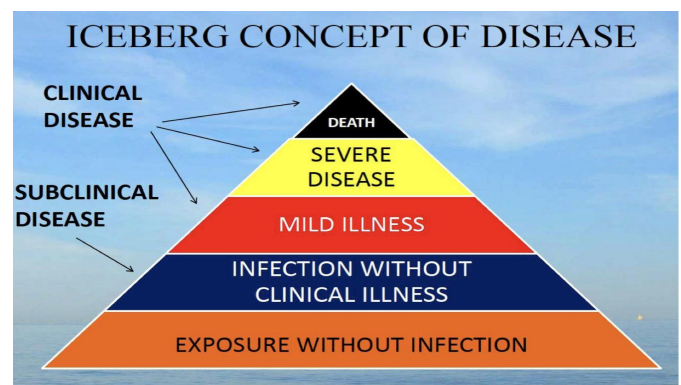 ICEBERG CONCEPT OF DISEASE
CLINICAL
DISEASE
DEATH
SEVERE
DISEASE
SUBCLINICAL
DISEASE
MILD ILLNESS
INFECTION WITHOUT
CLINICAL ILLNESS
EXPOSURE WITHOUT INFECTION